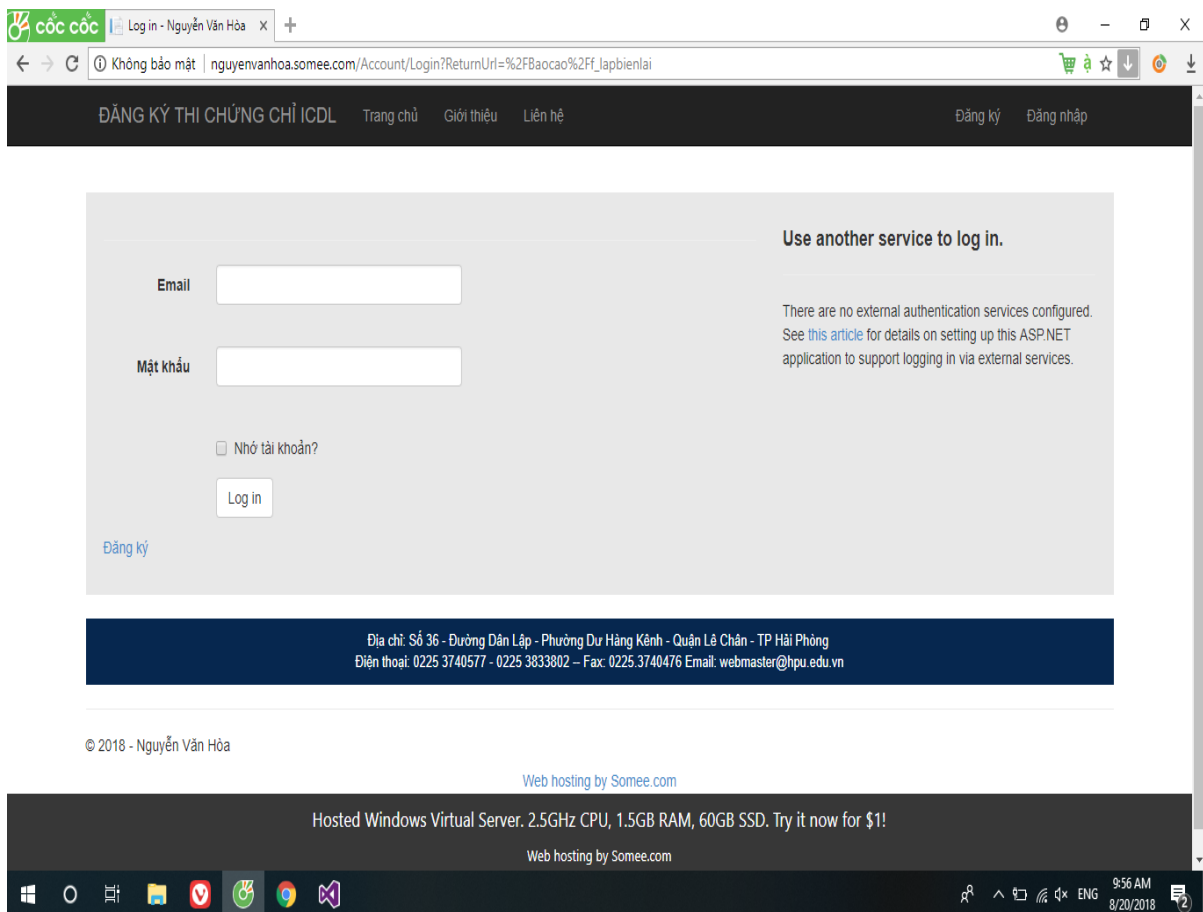 cốc cốc
Log in - Nguyễn Văn Hòa
Không bảo mật | nguyenvanhoa.somee.com/Account/Login?ReturnUrl=%2FBaocao%2Ff_lapbienlai
ĐĂNG KÝ THI CHỨNG CHỈ ICDL Trang chủ Giới thiệu Liên hệ Đăng ký Đăng nhập
Use another service to log in.
Email
There are no external authentication services configured.
See this article for details on setting up this ASP.NET
application to support logging in via external services.
Mật khẩu
Nhớ tài khoản?
Log in
Đăng ký
Địa chỉ: Số 36 - Đường Dân Lập - Phường Dư Hàng Kênh - Quận Lê Chân - TP Hải Phòng
Điện thoại: 0225 3740577 - 0225 3833802 – Fax: 0225.3740476 Email: webmaster@hpu.edu.vn
© 2018 - Nguyễn Văn Hòa
Web hosting by Somee.com
Hosted Windows Virtual Server. 2.5GHz CPU, 1.5GB RAM, 60GB SSD. Try it now for $1!
Web hosting by Somee.com
ENG
9:56 AM
8/20/2018
2